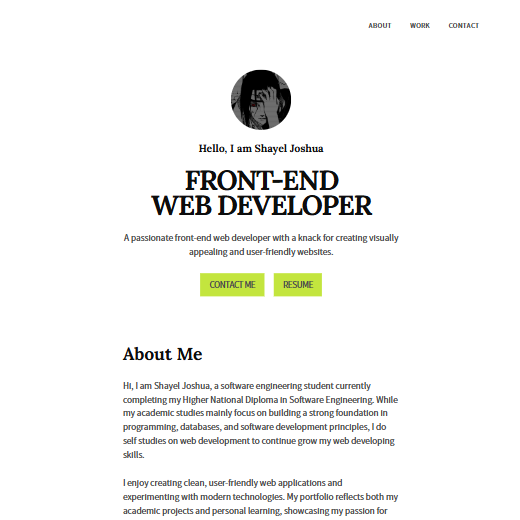 ABOUT WORK CONTACT
Hello, I am Shayel Joshua
FRONT-END
WEB DEVELOPER
A passionate front-end web developer with a knack for creating visually
appealing and user-friendly websites.
CONTACT ME RESUME
About Me
Hi, I am Shayel Joshua, a software engineering student currently
completing my Higher National Diploma in Software Engineering. While
my academic studies mainly focus on building a strong foundation in
programming, databases, and software development principles, I do
self studies on web development to continue grow my web developing
skills.
I enjoy creating clean, user-friendly web applications and
experimenting with modern technologies. My portfolio reflects both my
academic projects and personal learning, showcasing my passion for